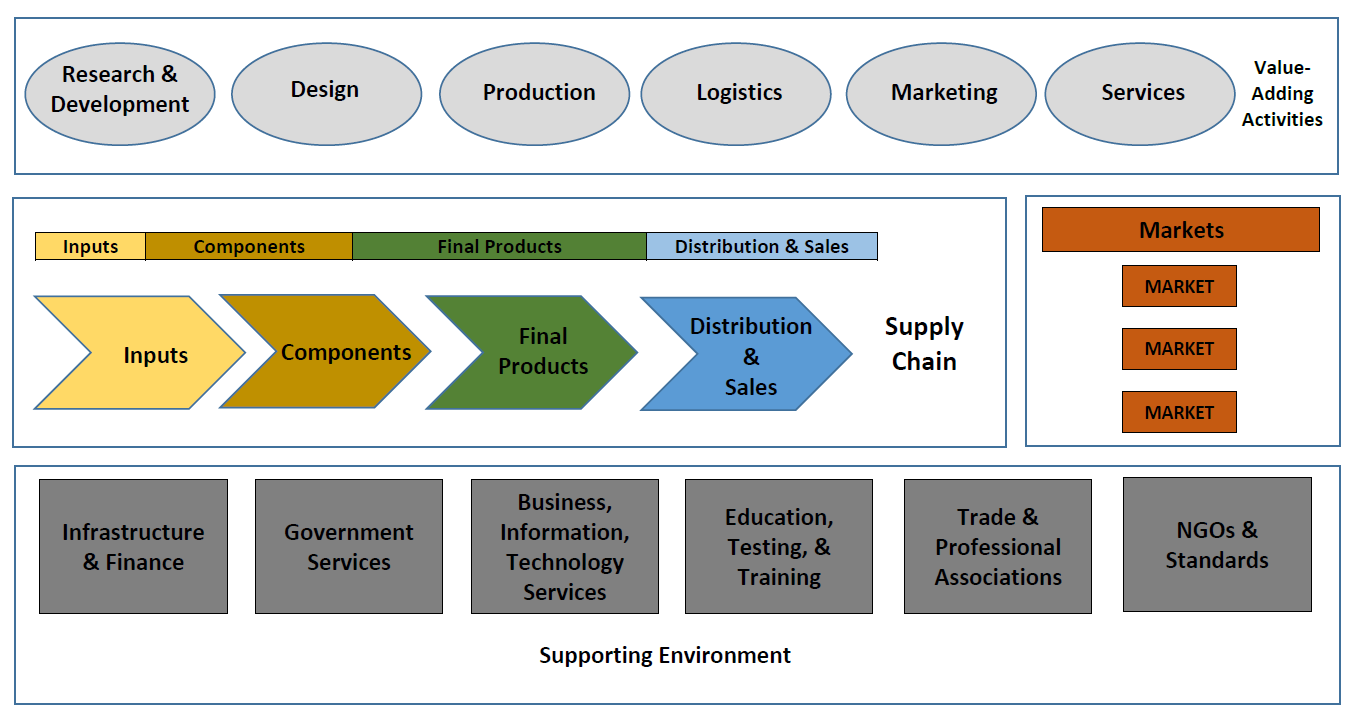 Research &
Development
Design
Production
Logistics
Marketing
Services
Value-
Adding
Activities
Inputs
Components
Final Products
Distribution & Sales
Inputs
Components
Final
Products
Distribution
&
Sales
Supply
Chain
Markets
MARKET
MARKET
MARKET
Infrastructure
& Finance
Government
Services
Business,
Information,
Technology
Services
Education,
Testing, &
Training
Trade &
Professional
Associations
NGOs &
Standards
Supporting Environment